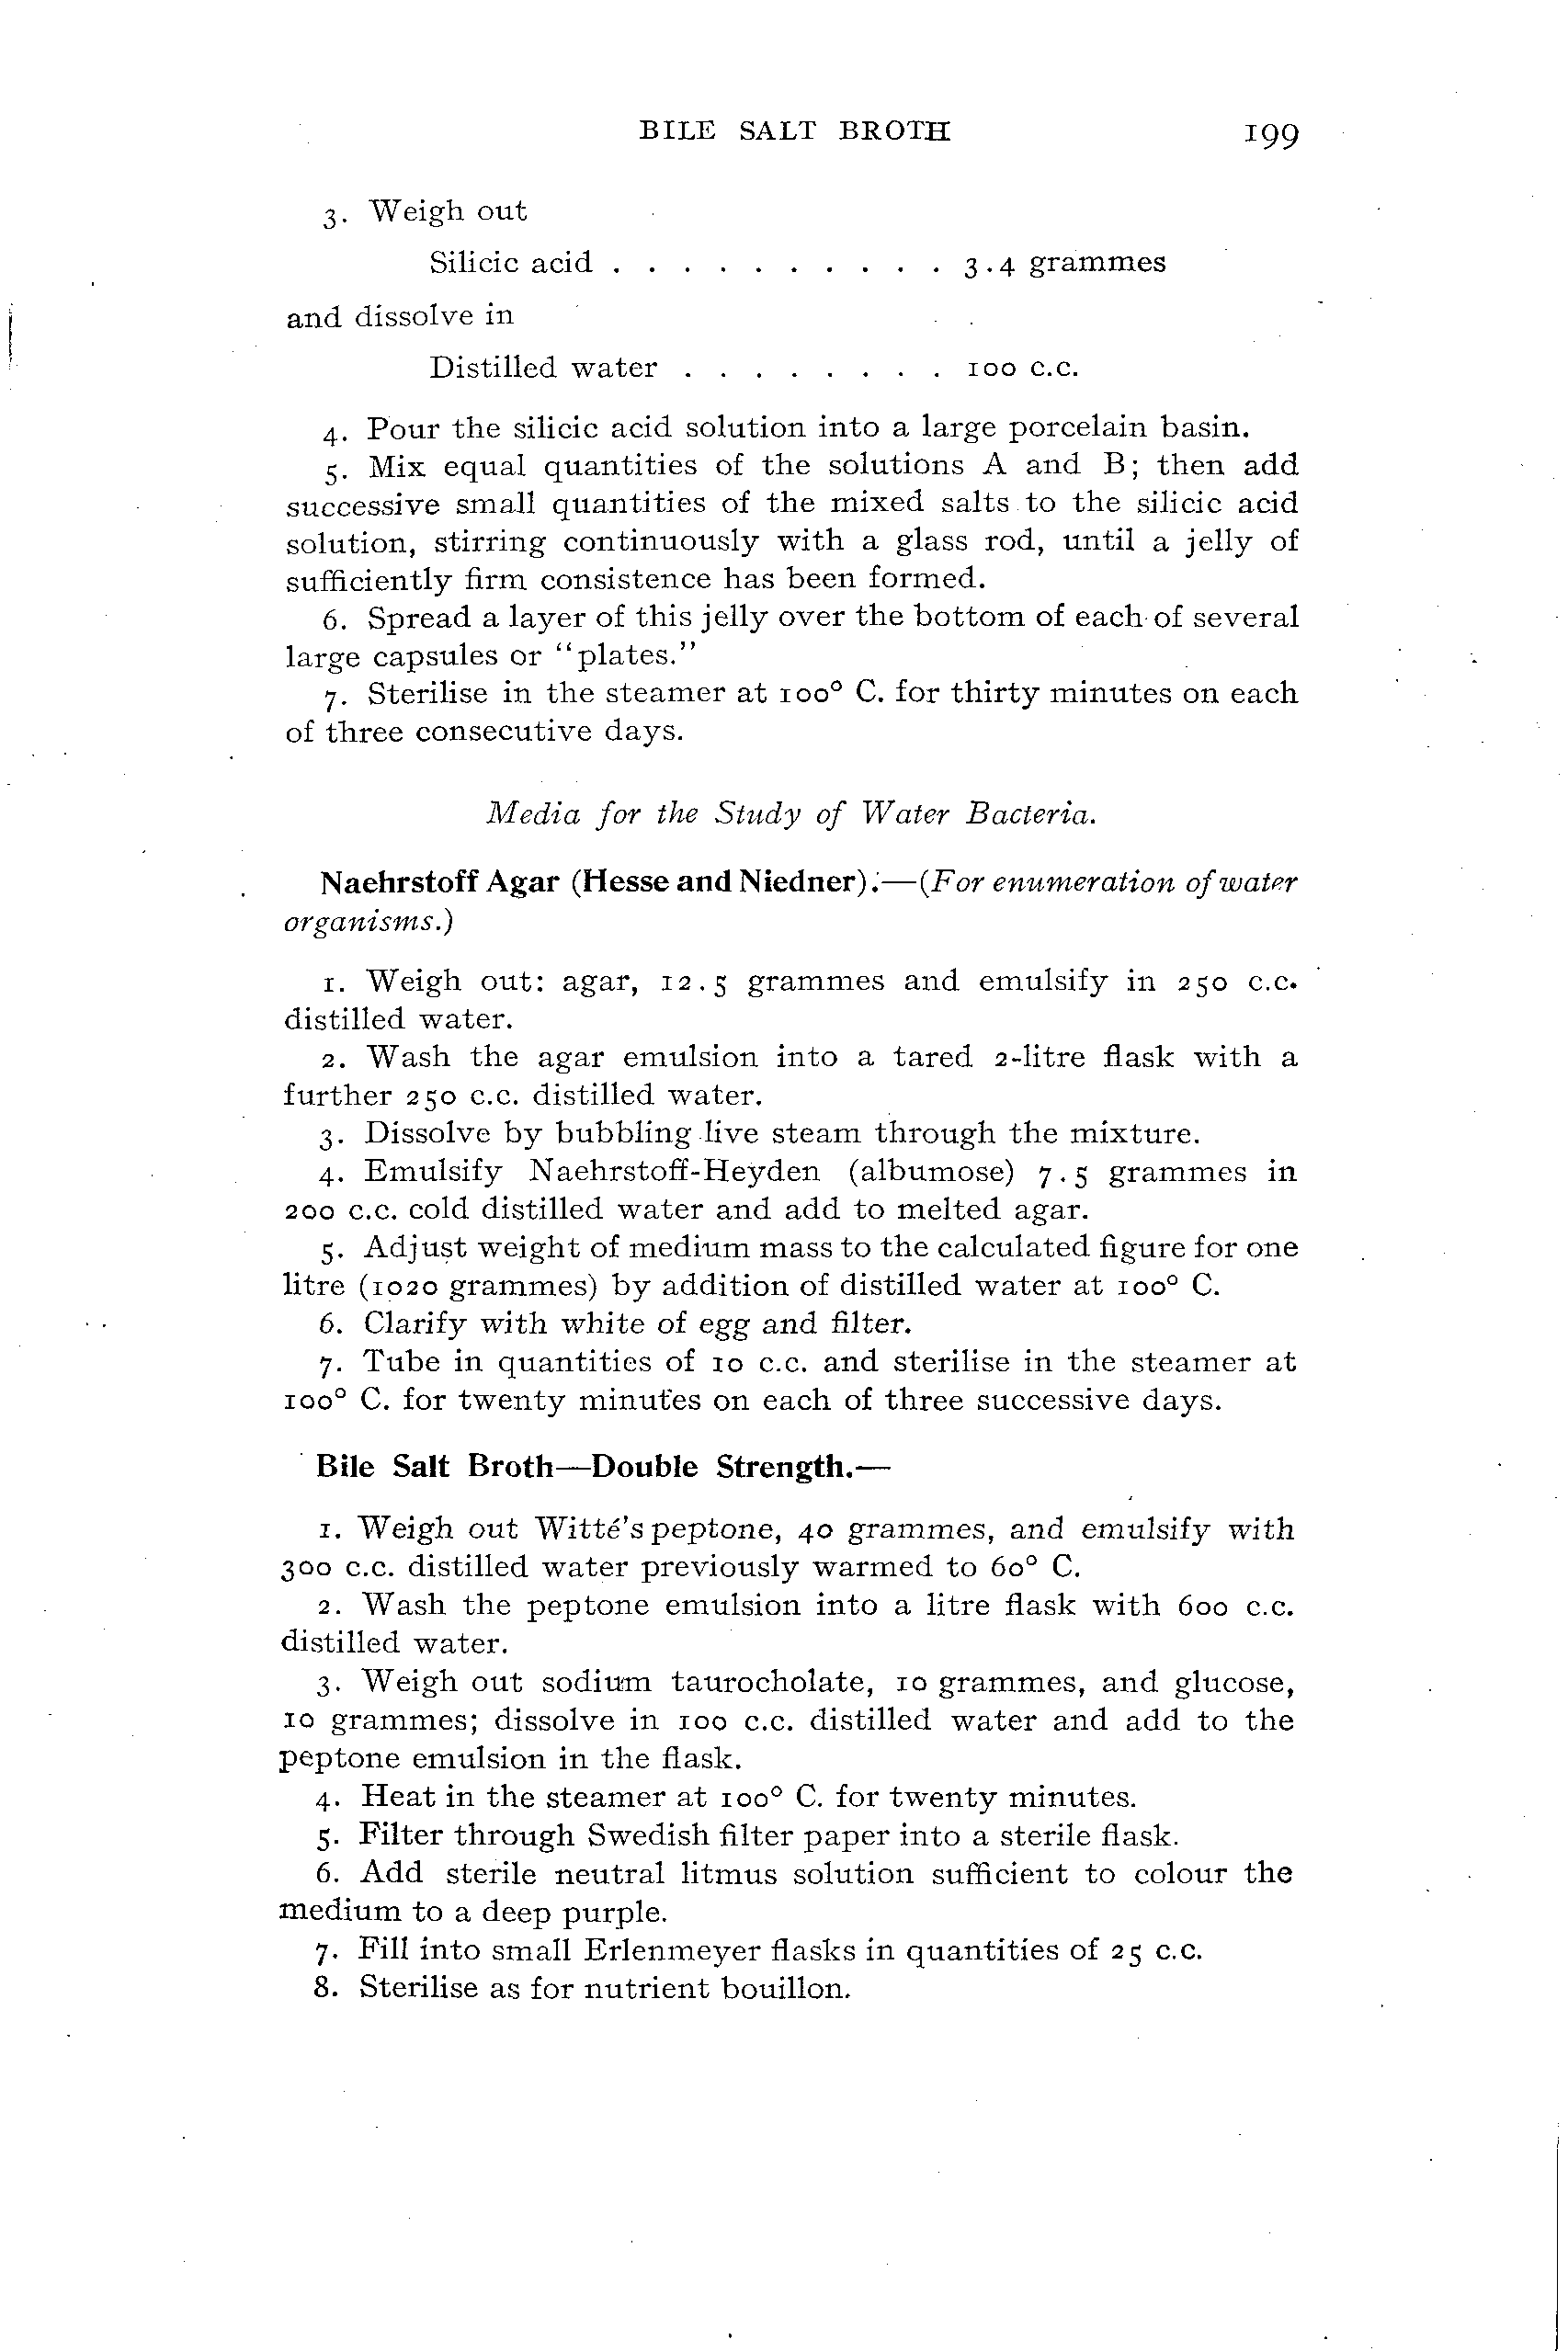 BILE SALT BROTH 199
3. Weigh out
Silicic acid . . . . . . . . . . 3.4 grammes
and dissolve in
Distilled water . . . . . . . . 100 c.c.
4. Pour the silicic acid solution into a large porcelain basin.
5. Mix equal quantities of the solutions A and B; then add
successive small quantities of the mixed salts to the silicic acid
solution, stirring continuously with a glass rod, until a jelly of
sufficiently firm consistence has been formed.
6. Spread a layer of this jelly over the bottom of each of several
large capsules or "plates."
7. Sterilise in the steamer at 100° C. for thirty minutes on each
of three consecutive days.
Media for the Study of Water Bacteria.
Naehrstoff Agar (Hesse and Niedner).—(For enumeration of water
organisms.)
1. Weigh out: agar, 12.5 grammes and emulsify in 250 c.c.
distilled water.
2. Wash the agar emulsion into a tared 2-litre flask with a
further 250 c.c. distilled water.
3. Dissolve by bubbling live steam through the mixture.
4. Emulsify Naehrstoff-Heyden (albumose) 7.5 grammes in
200 c.c. cold distilled water and add to melted agar.
5. Adjust weight of medium mass to the calculated figure for one
litre (1020 grammes) by addition of distilled water at 100° C.
6. Clarify with white of egg and filter.
7. Tube in quantities of 10 c.c. and sterilise in the steamer at
100° C. for twenty minutes on each of three successive days.
Bile Salt Broth—Double Strength.—
1. Weigh out Witté's peptone, 40 grammes, and emulsify with
300 c.c. distilled water previously warmed to 60° C.
2. Wash the peptone emulsion into a litre flask with 600 c.c.
distilled water.
3. Weigh out sodium taurocholate, 10 grammes, and glucose,
10 grammes; dissolve in 100 c.c. distilled water and add to the
peptone emulsion in the flask.
4. Heat in the steamer at 100° C. for twenty minutes.
5. Filter through Swedish filter paper into a sterile flask.
6. Add sterile neutral litmus solution sufficient to colour the
medium to a deep purple.
7. Fill into small Erlenmeyer flasks in quantities of 25 c.c.
8. Sterilise as for nutrient bouillon.